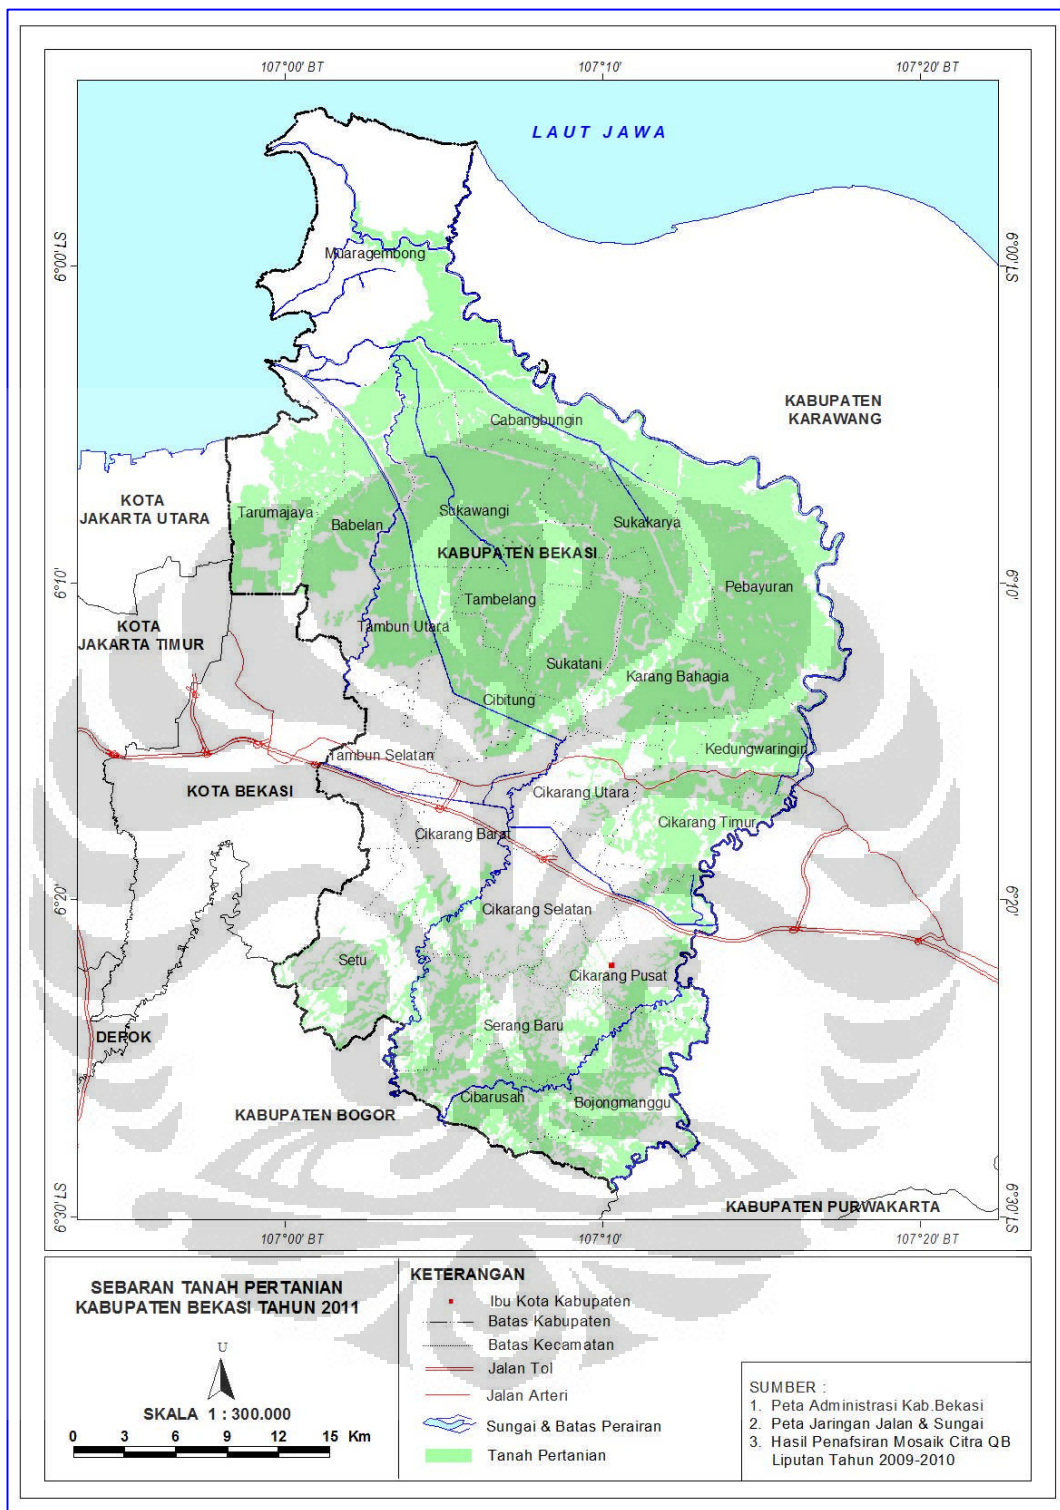 107°00' BT
107°10'
107°20' BT
LAUT JAWA
6°00' LS
6°00' LS
Muaragembong
KABUPATEN
KARAWANG
Cabangbungin
KOTA
JAKARTA UTARA
Tarumajaya
Babelan
Sukawangi
Sukakarya
KABUPATEN BEKASI
6°10'
6°10'
Tambelang
Pebayuran
KOTA
JAKARTA TIMUR
Tambun Utara
Sukatani
Karang Bahagia
Cibitung
Kedungwaringin
Tambun Selatan
KOTA BEKASI
Cikarang Utara
Cikarang Timur
Cikarang Barat
6°20'
6°20'
Cikarang Selatan
Setu
Cikarang Pusat
Serang Baru
DEPOK
Cibarusah
Bojongmanggu
KABUPATEN BOGOR
6°30' LS
6°30' LS
KABUPATEN PURWAKARTA
107°00' BT
107°10'
107°20' BT
SEBARAN TANAH PERTANIAN
KABUPATEN BEKASI TAHUN 2011
U
SKALA 1 : 300.000
0 3 6 9 12 15 Km
KETERANGAN
Ibu Kota Kabupaten
Batas Kabupaten
Batas Kecamatan
Jalan Tol
Jalan Arteri
Sungai & Batas Perairan
Tanah Pertanian
SUMBER :
1. Peta Administrasi Kab.Bekasi
2. Peta Jaringan Jalan & Sungai
3. Hasil Penafsiran Mosaik Citra QB
Liputan Tahun 2009-2010